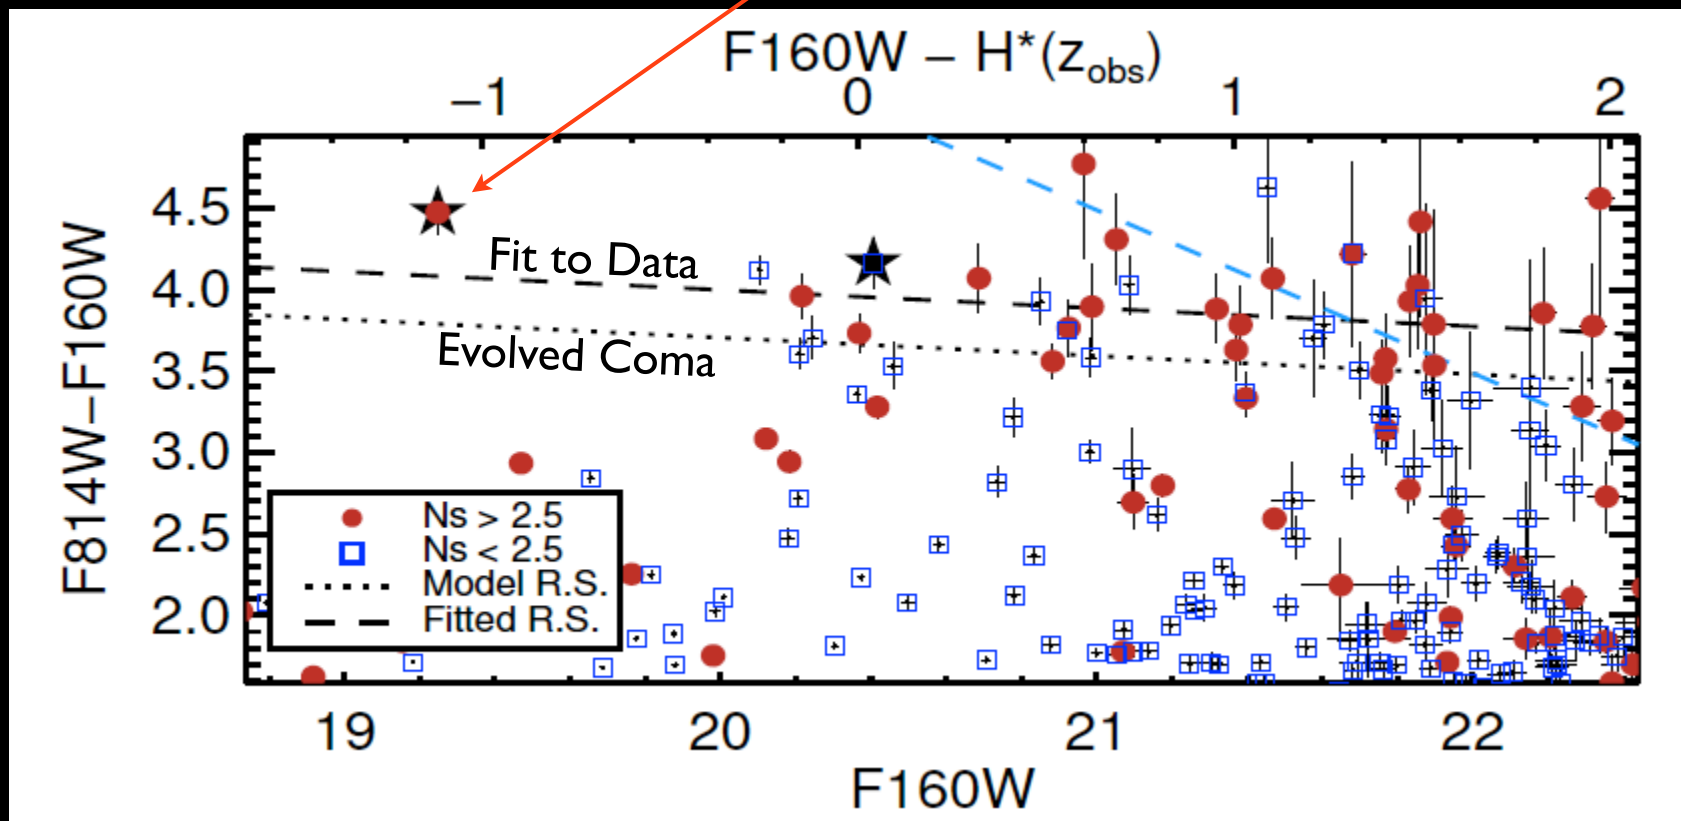 F160W − H*(zobs)
−1 0 1 2
F814W−F160W
4.5
4.0
3.5
3.0
2.5
2.0
Fit to Data
Evolved Coma
Ns > 2.5
Ns < 2.5
Model R.S.
Fitted R.S.
19 20 21 22
F160W